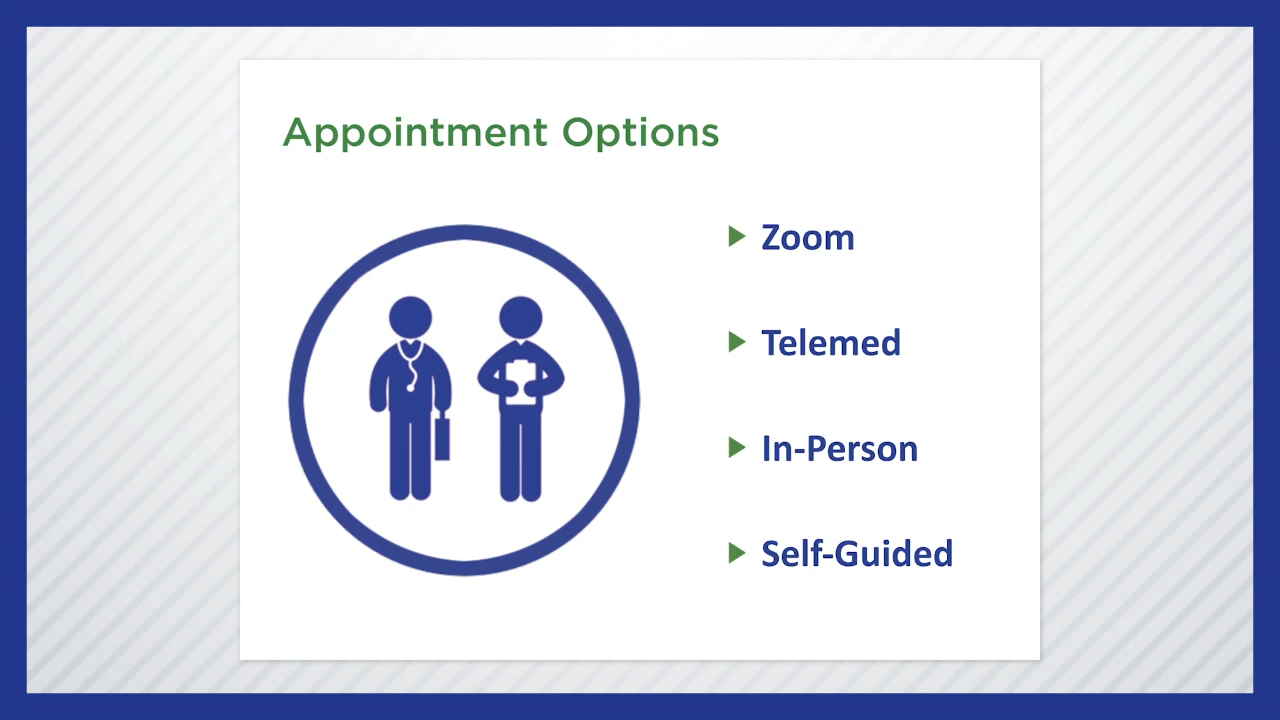 Appointment Options
Zoom
Telemed
In-Person
Self-Guided